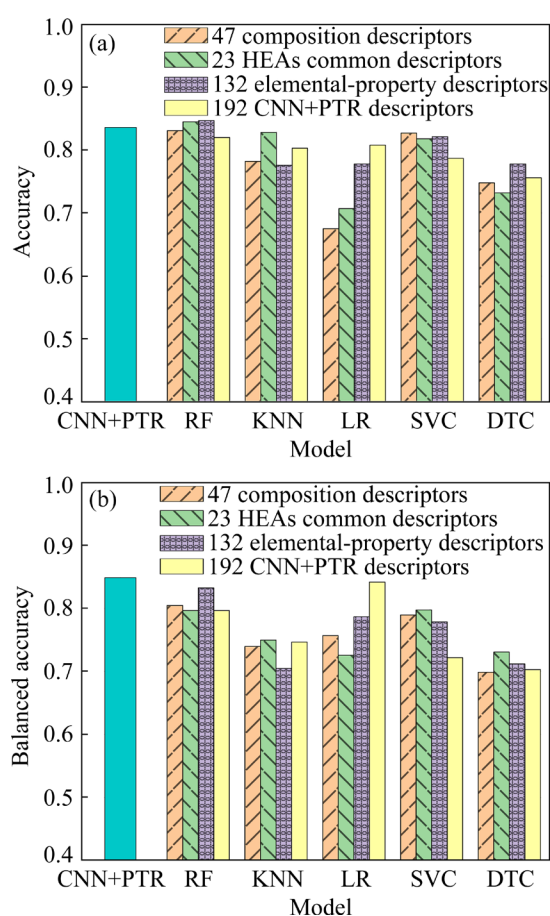 1.0
(a)
47 composition descriptors
23 HEAs common descriptors
0.9
132 elemental-property descriptors
192 CNN+PTR descriptors
0.8
Accuracy
0.7
0.6
0.5
0.4
CNN+PTR RF KNN LR SVC DTC
Model
1.0
(b)
47 composition descriptors
23 HEAs common descriptors
0.9
132 elemental-property descriptors
192 CNN+PTR descriptors
0.8
Balanced accuracy
0.7
0.6
0.5
0.4
CNN+PTR RF KNN LR SVC DTC
Model